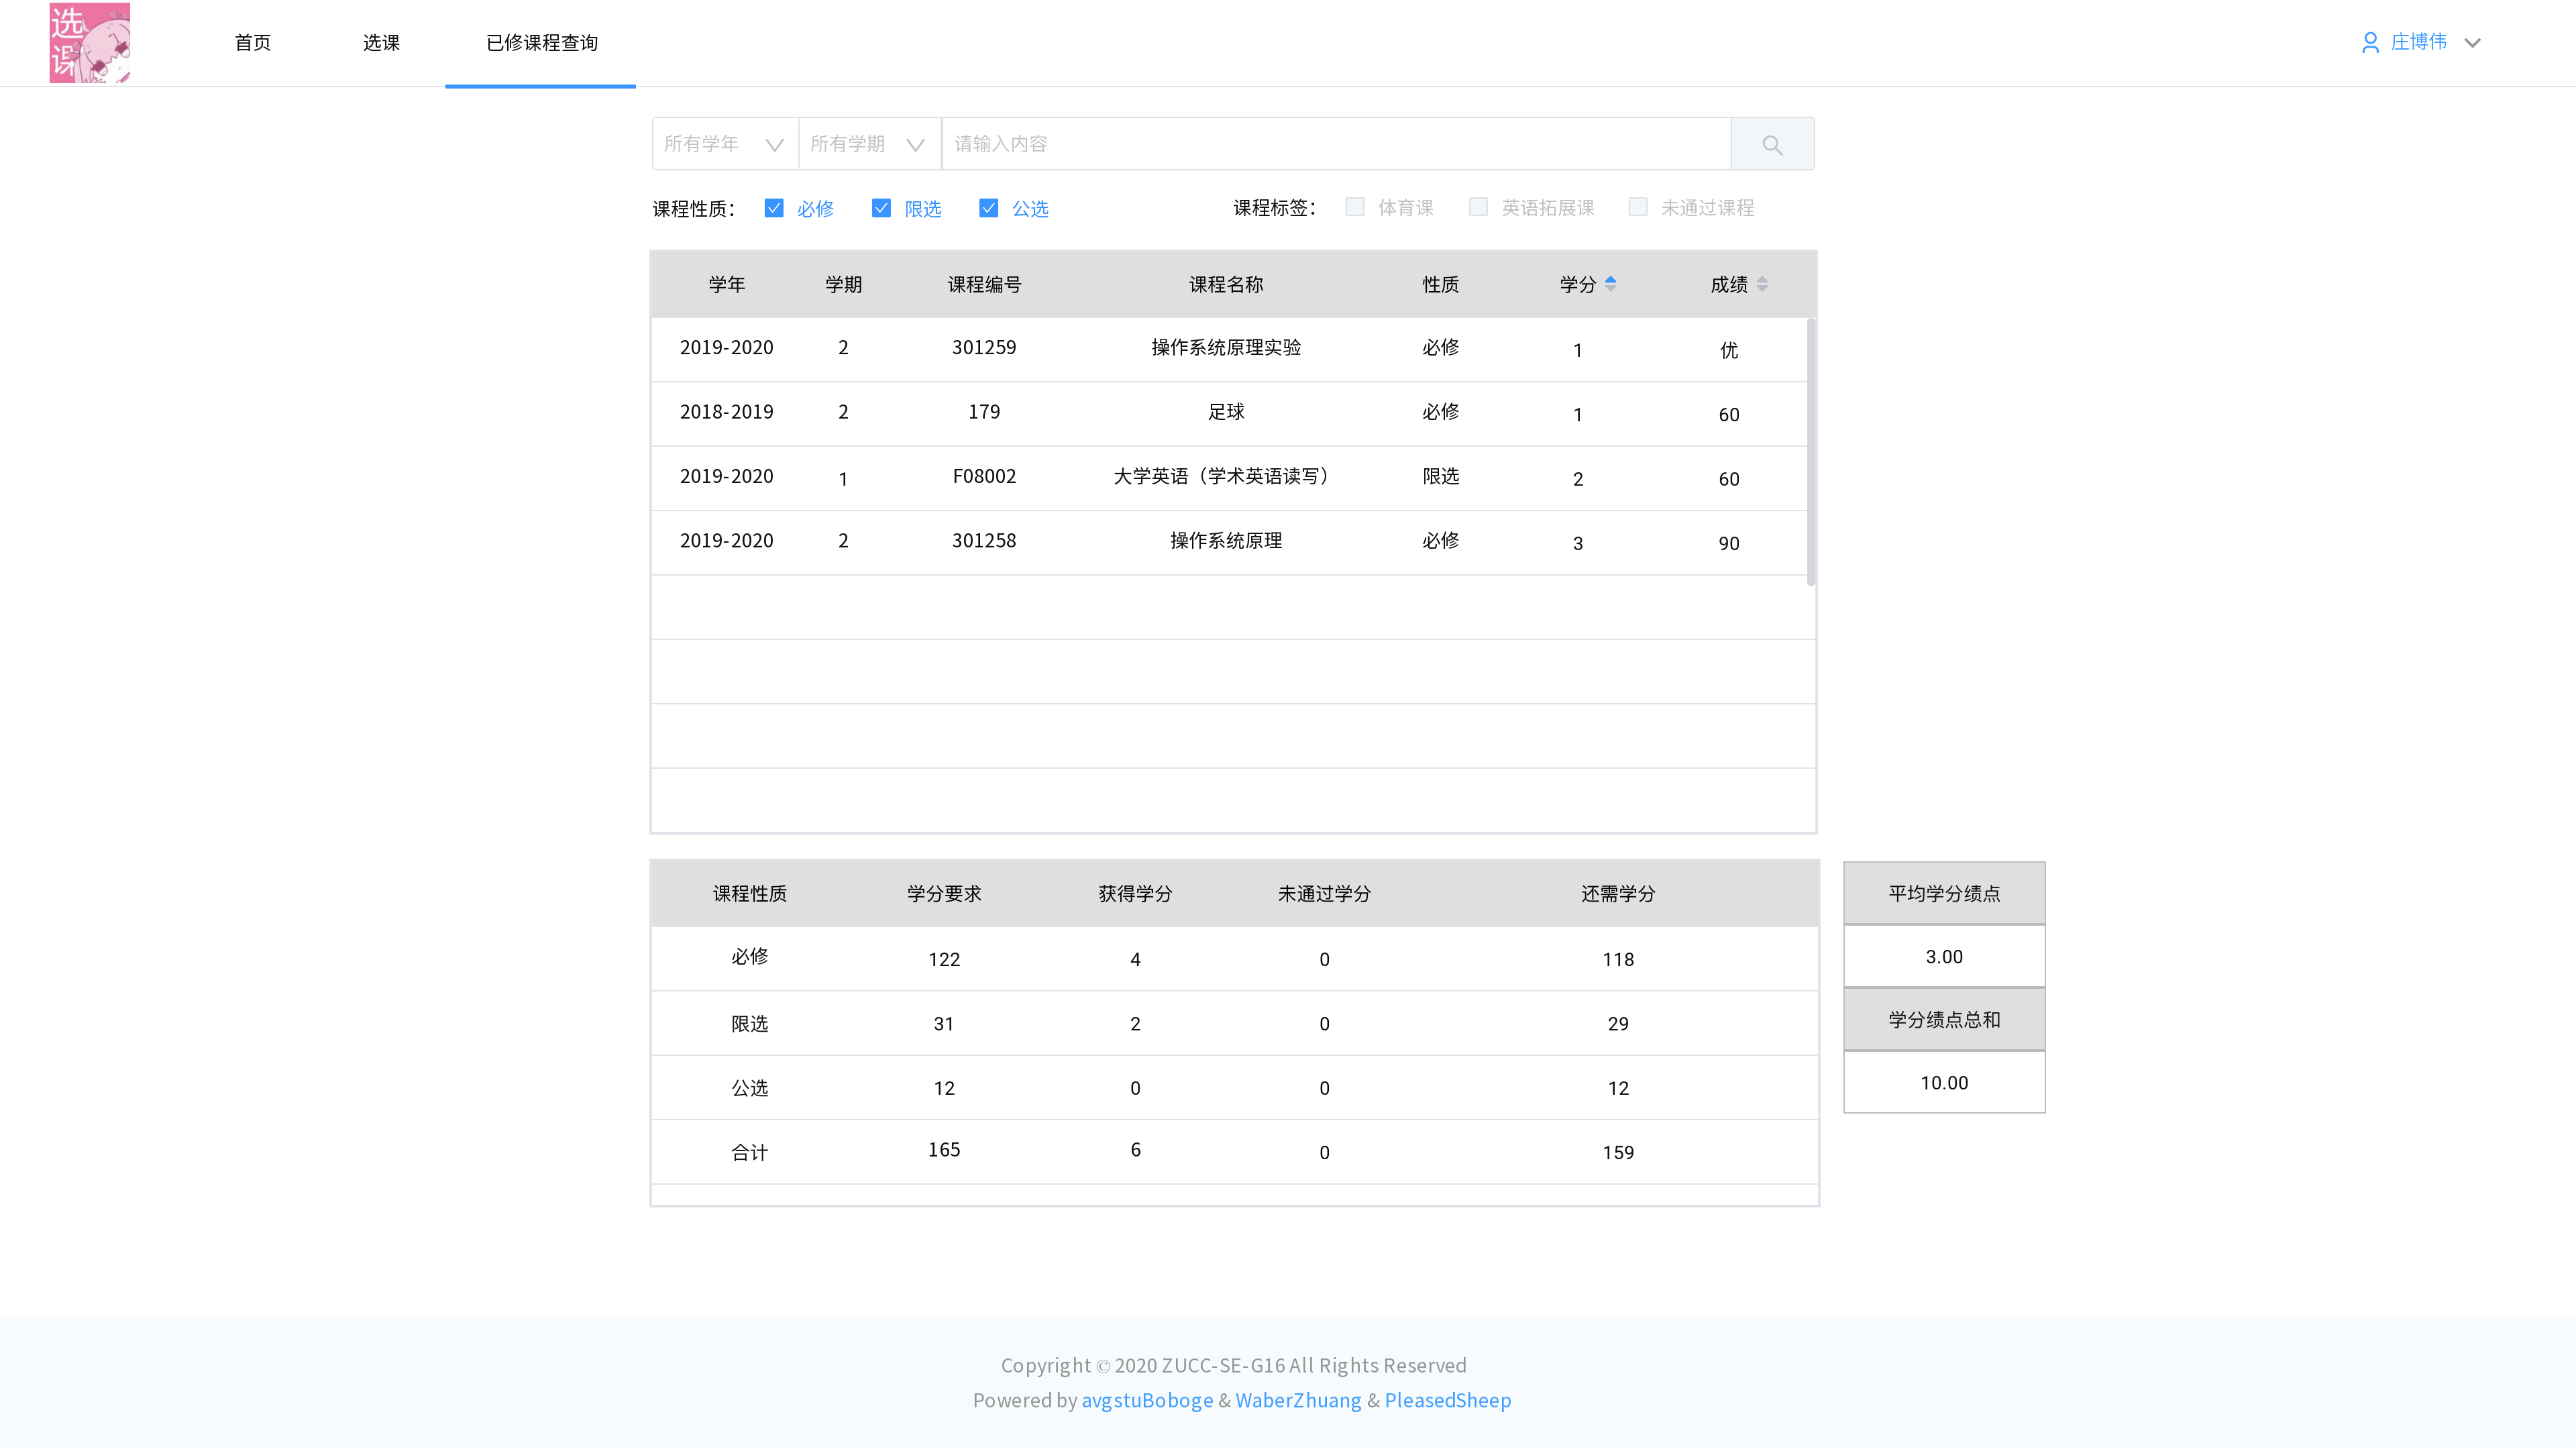 选
课
首页 选课 已修课程查询 庄博伟
所有学年 所有学期 请输入内容
课程性质： 必修 限选 公选 课程标签： 体育课 英语拓展课 未通过课程
学年 学期 课程编号 课程名称 性质 学分 成绩
2019-2020 2 301259 操作系统原理实验 必修 1 优
2018-2019 2 179 足球 必修 1 60
2019-2020 1 F08002 大学英语（学术英语读写） 限选 2 60
2019-2020 2 301258 操作系统原理 必修 3 90
课程性质 学分要求 获得学分 未通过学分 还需学分
必修 122 4 0 118
限选 31 2 0 29
公选 12 0 0 12
合计 165 6 0 159
平均学分绩点
3.00
学分绩点总和
10.00
Copyright © 2020 ZUCC-SE-G16 All Rights Reserved
Powered by avgstuBoboge & WaberZhuang & PleasedSheep